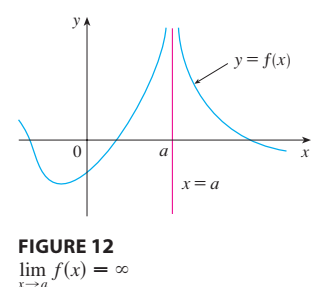 y
y = f(x)
0
a
x
x = a
FIGURE 12
lim f(x) = ∞
x→a